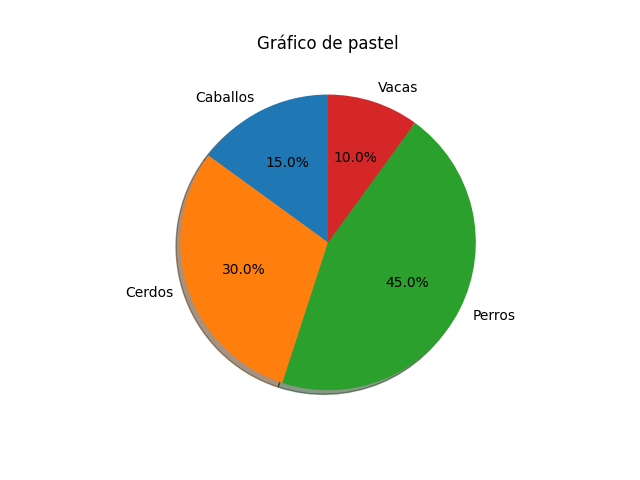 Gráfico de pastel
Vacas
Caballos
10.0%
15.0%
30.0%
45.0%
Cerdos
Perros